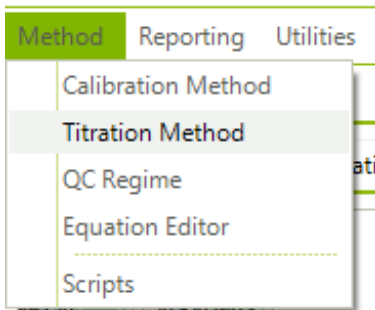 Method Reporting Utilities
Calibration Method
Titration Method
QC Regime
Equation Editor
Scripts